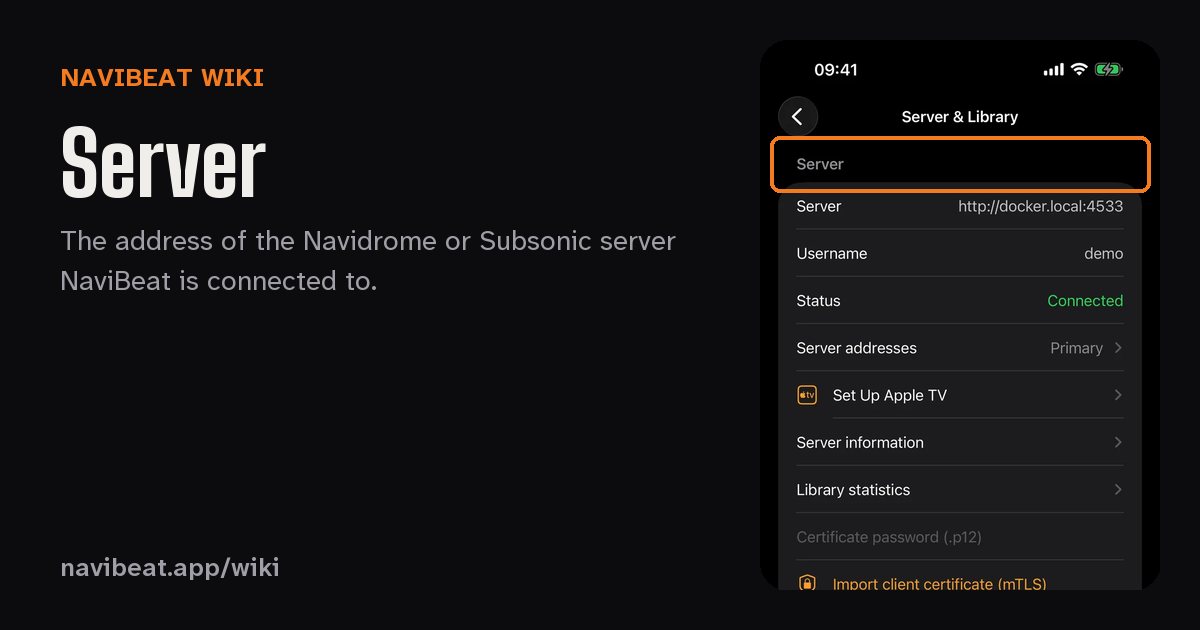 NAVIBEAT WIKI
Server
The address of the Navidrome or Subsonic server
NaviBeat is connected to.
navibeat.app/wiki
09:41
Server & Library
Server
Server http://docker.local:4533
Username demo
Status Connected
Server addresses Primary
tv Set Up Apple TV
Server information
Library statistics
Certificate password (.p12)
Import client certificate (mTLS)